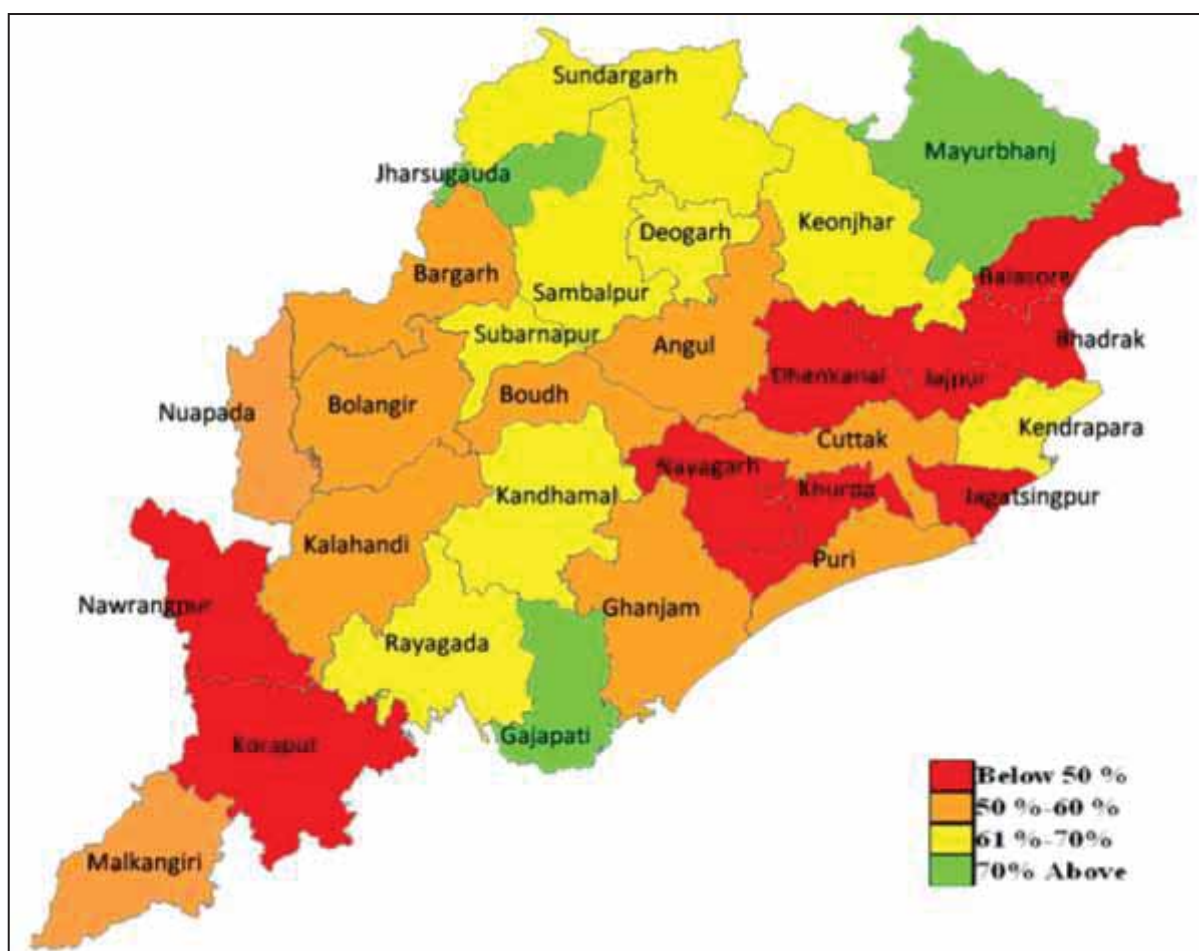 Sundargarh
Mayurbhanj
Jharsugauda
Keonjhar
Deogarh
Bargarh
Balasore
Sambalpur
Subarnapur
Angul
Bhadrak
Dhenkanal
Jajpur
Nuapada
Bolangir
Boudh
Kendrapara
Cuttak
Nayagarh
Khurda
Jagatsingpur
Kandhamal
Kalahandi
Puri
Nawrangpur
Ghanjam
Rayagada
Gajapati
Koraput
Malkangiri
Below 50 %
50 %-60 %
61 %-70%
70% Above